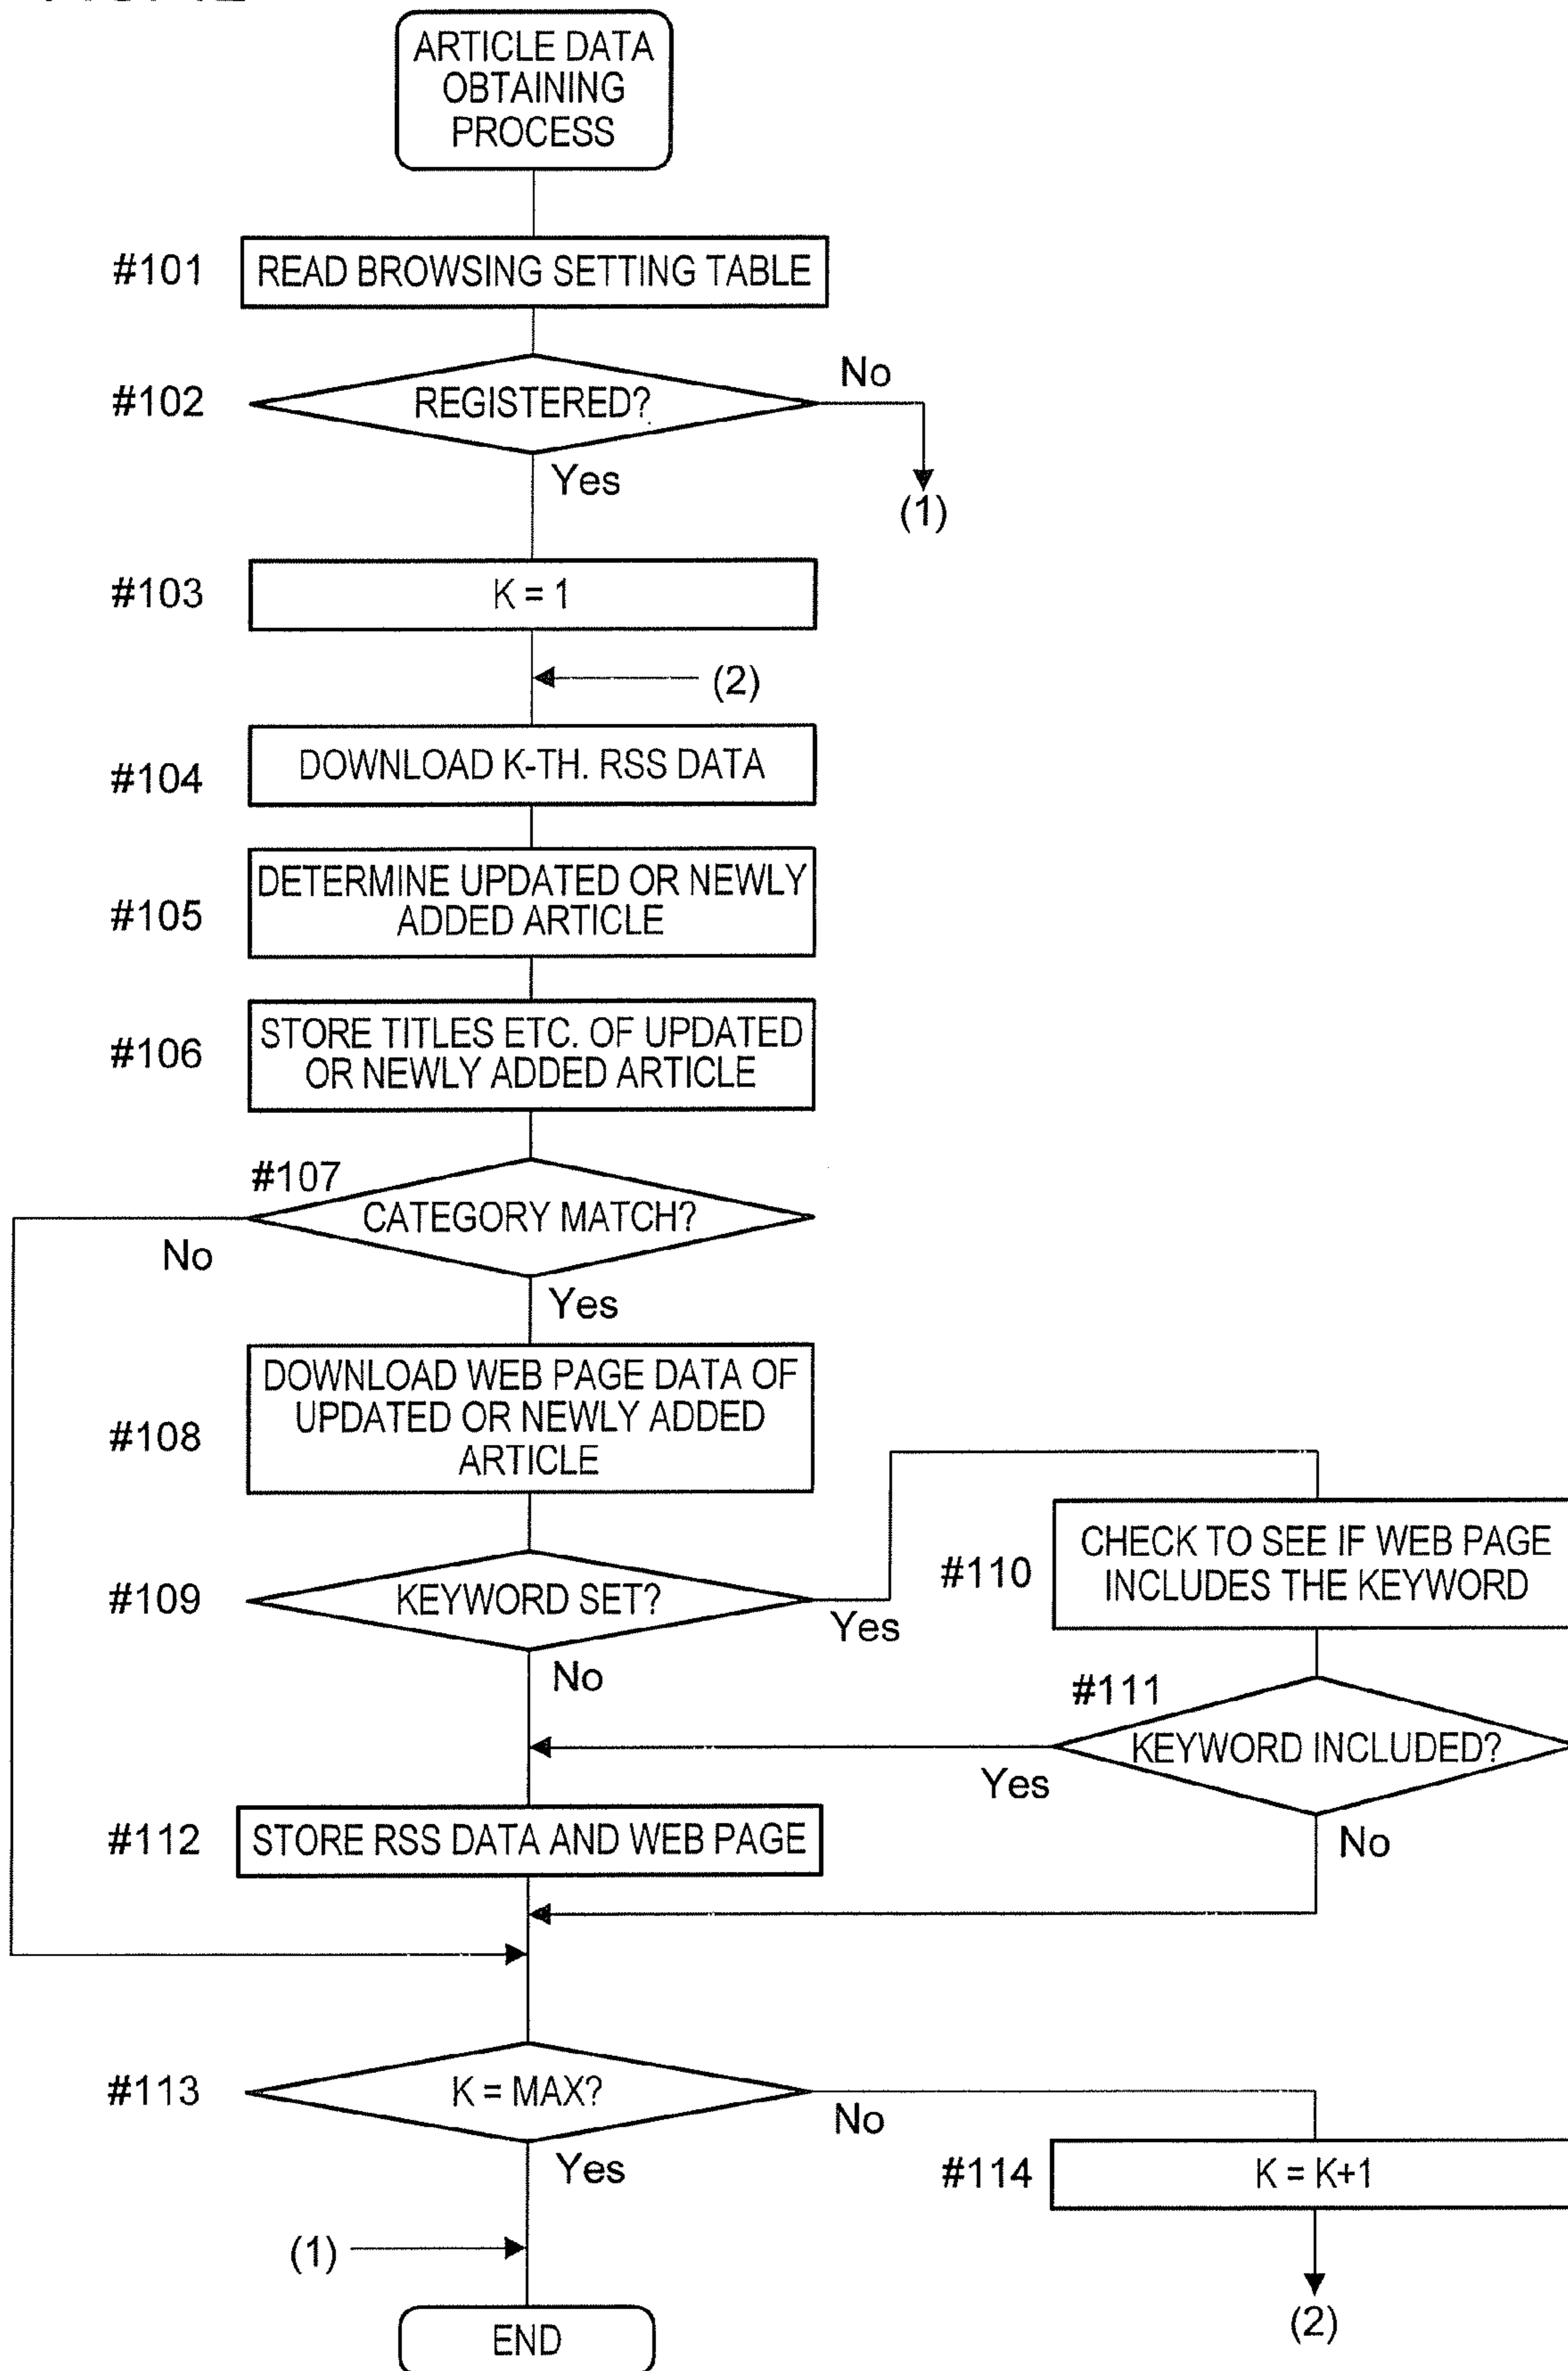 ARTICLE DATA
OBTAINING
PROCESS
#101
READ BROWSING SETTING TABLE
#102
REGISTERED?
No
Yes
(1)
#103
K = 1
(2)
#104
DOWNLOAD K-TH. RSS DATA
#105
DETERMINE UPDATED OR NEWLY
ADDED ARTICLE
#106
STORE TITLES ETC. OF UPDATED
OR NEWLY ADDED ARTICLE
#107
CATEGORY MATCH?
No
Yes
#108
DOWNLOAD WEB PAGE DATA OF
UPDATED OR NEWLY ADDED
ARTICLE
#109
KEYWORD SET?
Yes
No
#110
CHECK TO SEE IF WEB PAGE
INCLUDES THE KEYWORD
#111
KEYWORD INCLUDED?
Yes
No
#112
STORE RSS DATA AND WEB PAGE
#113
K = MAX?
No
Yes
#114
K = K+1
(1)
(2)
END